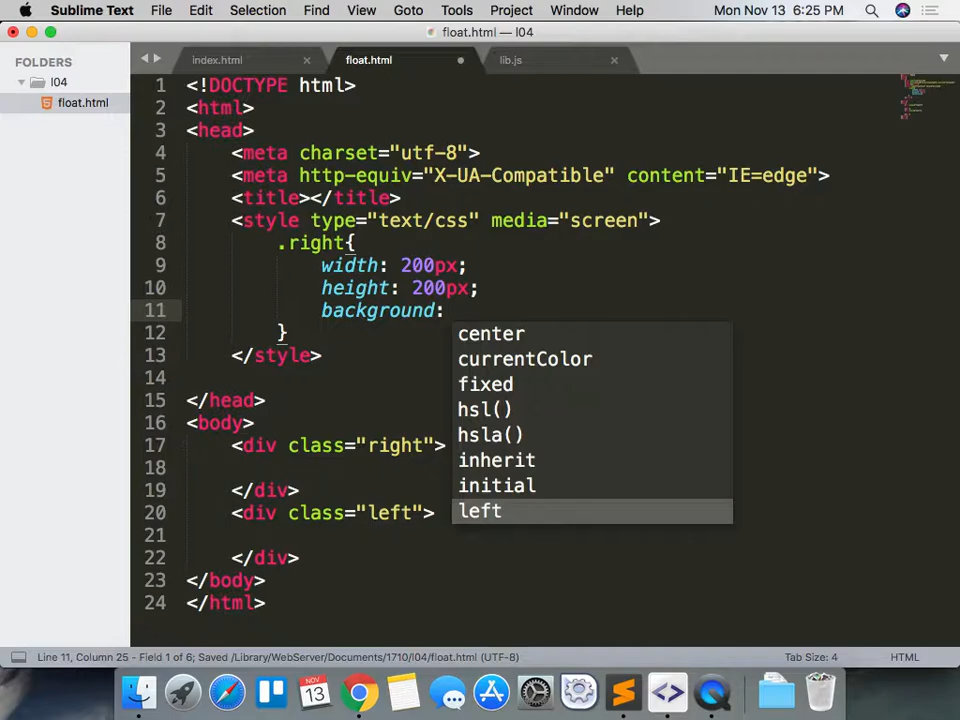 Sublime Text File Edit Selection Find View Goto Tools Project Window Help Mon Nov 13 6:25 PM
float.html — l04
FOLDERS
l04
float.html
index.html × float.html lib.js ×
1 <!DOCTYPE html>
2 <html>
3 <head>
4 <meta charset="utf-8">
5 <meta http-equiv="X-UA-Compatible" content="IE=edge">
6 <title></title>
7 <style type="text/css" media="screen">
8 .right{
9 width: 200px;
10 height: 200px;
11 background:
12 }
13 </style>
14
15 </head>
16 <body>
17 <div class="right">
18
19 </div>
20 <div class="left">
21
22 </div>
23 </body>
24 </html>
center
currentColor
fixed
hsl()
hsla()
inherit
initial
left
Line 11, Column 25 - Field 1 of 6; Saved /Library/WebServer/Documents/1710/l04/float.html (UTF-8) Tab Size: 4 HTML
NOV
13